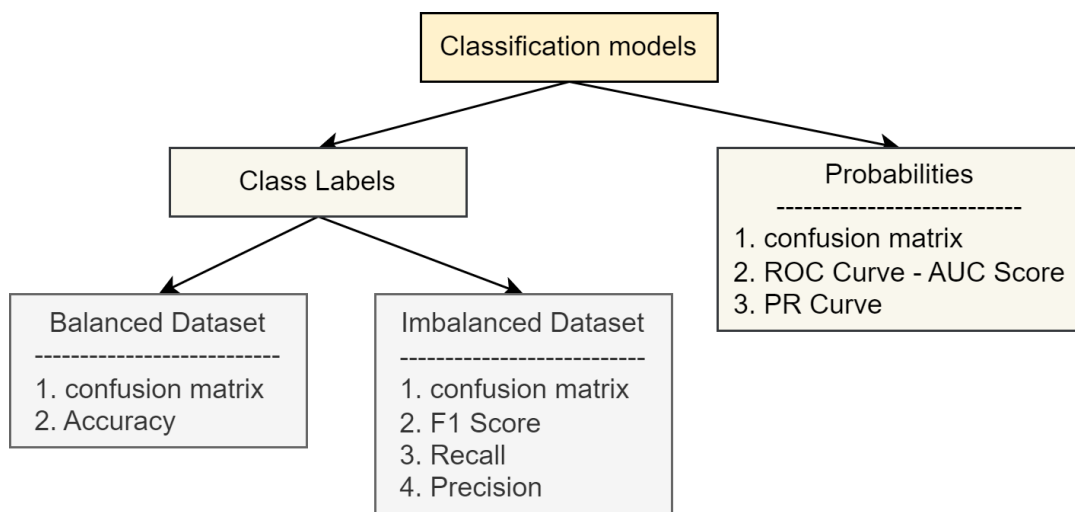 Classification models
Class Labels
Probabilities
---------------------------
1. confusion matrix
2. ROC Curve - AUC Score
3. PR Curve
Balanced Dataset
---------------------------
1. confusion matrix
2. Accuracy
Imbalanced Dataset
---------------------------
1. confusion matrix
2. F1 Score
3. Recall
4. Precision